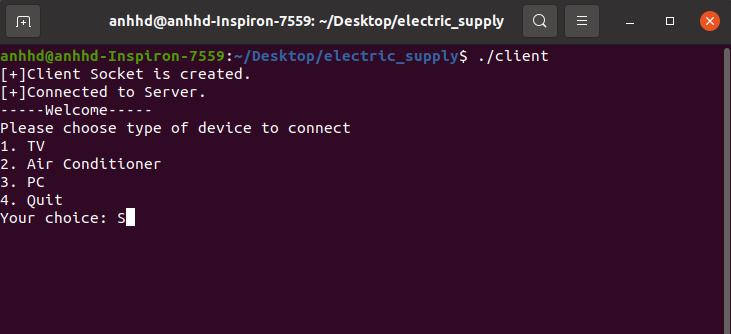 anhhd@anhhd-Inspiron-7559: ~/Desktop/electric_supply
anhhd@anhhd-Inspiron-7559:~/Desktop/electric_supply$ ./client
[+]Client Socket is created.
[+]Connected to Server.
-----Welcome-----
Please choose type of device to connect
1. TV
2. Air Conditioner
3. PC
4. Quit
Your choice: S